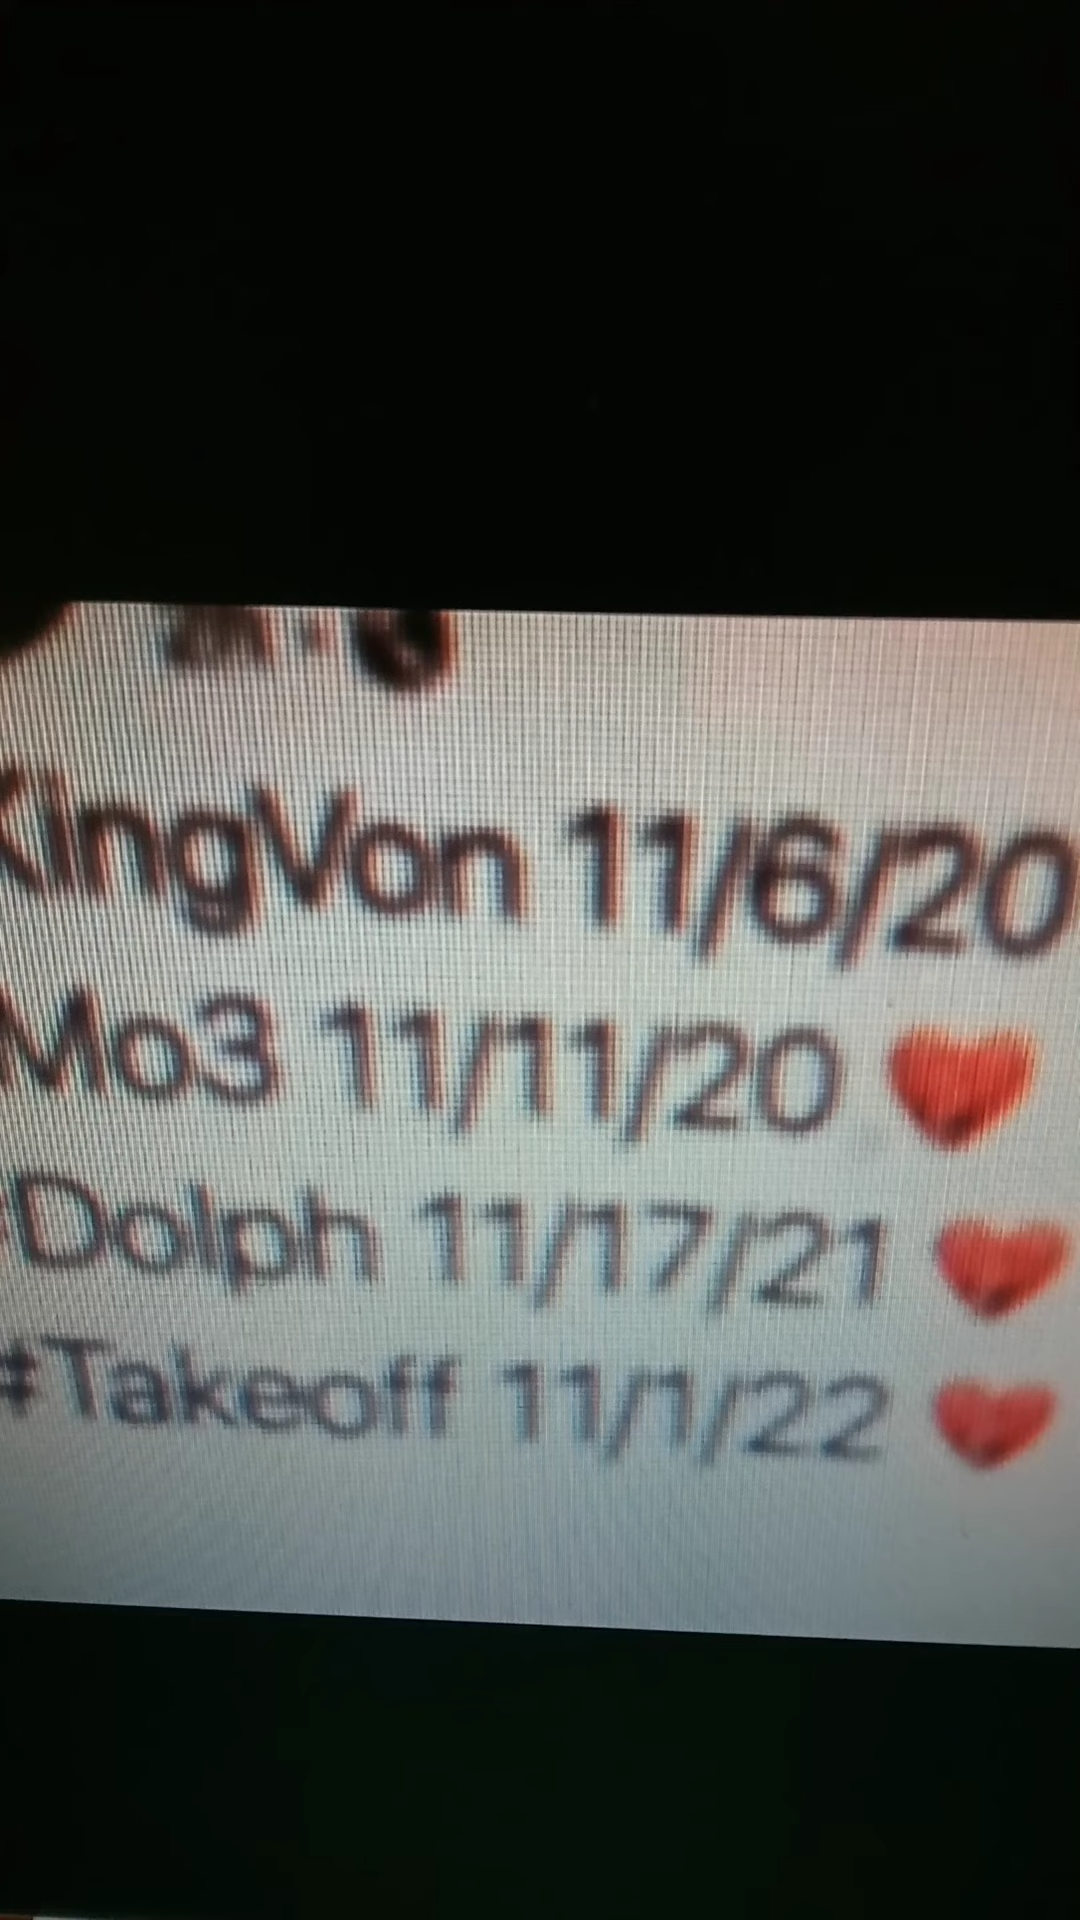 KingVon 11/6/20
Mo3 11/11/20 ❤️
#Dolph 11/17/21 ❤️
#Takeoff 11/1/22 ❤️